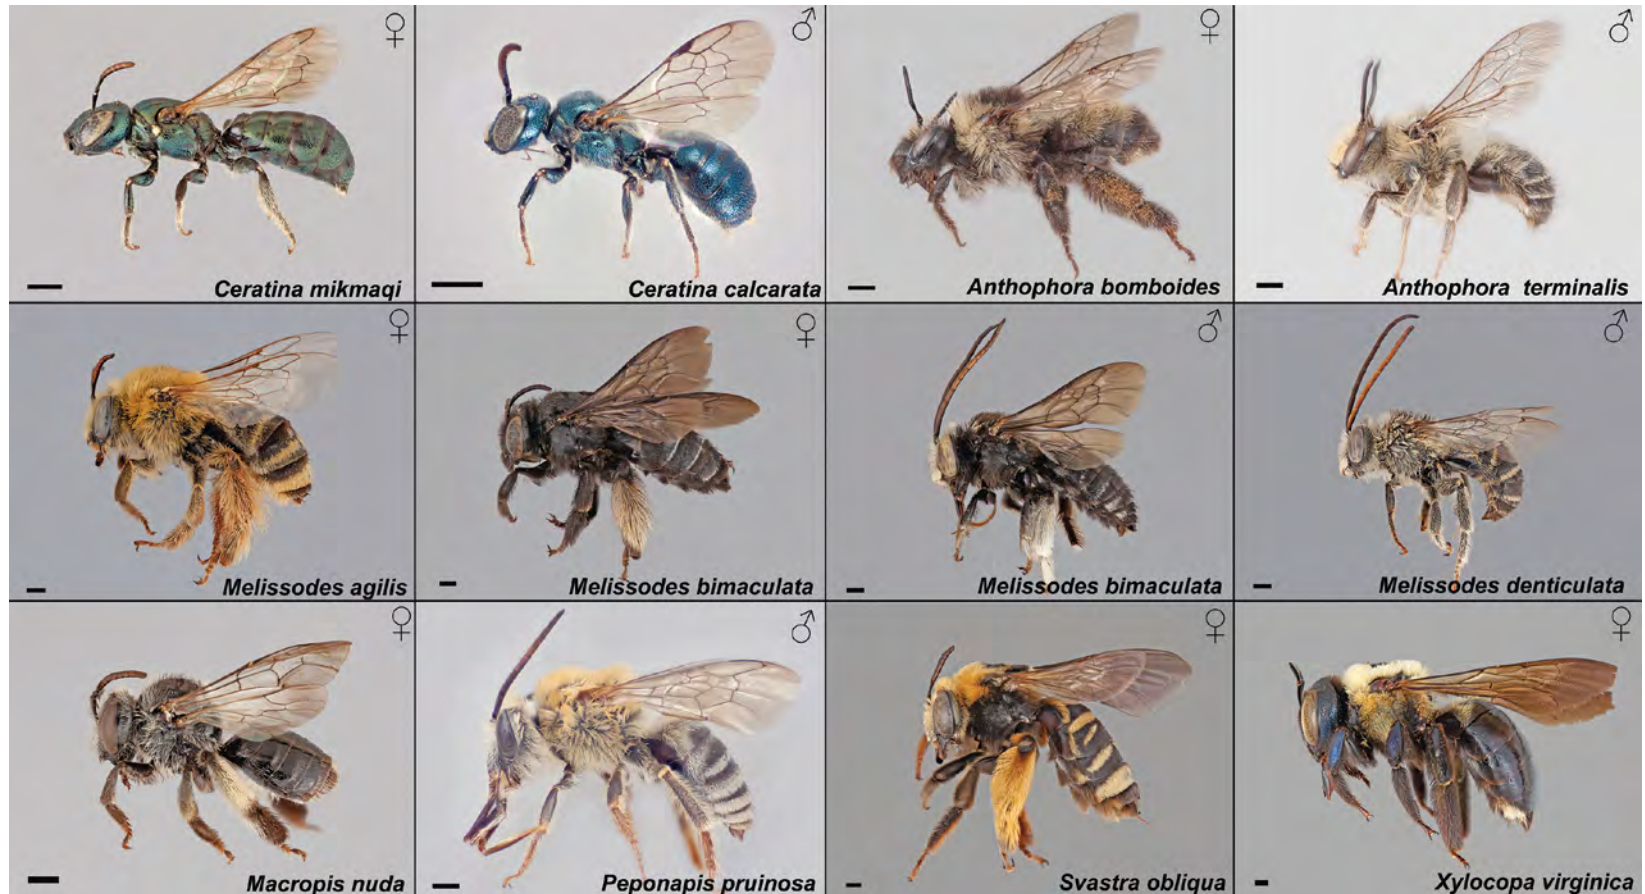 ♀
♂
♀
♂
Ceratina mikmaqi
Ceratina calcarata
Anthophora bomboides
Anthophora terminalis
♀
♀
♂
♂
Melissodes agilis
Melissodes bimaculata
Melissodes bimaculata
Melissodes denticulata
♀
♂
♀
♀
Macropis nuda
Peponapis pruinosa
Svastra obliqua
Xylocopa virginica